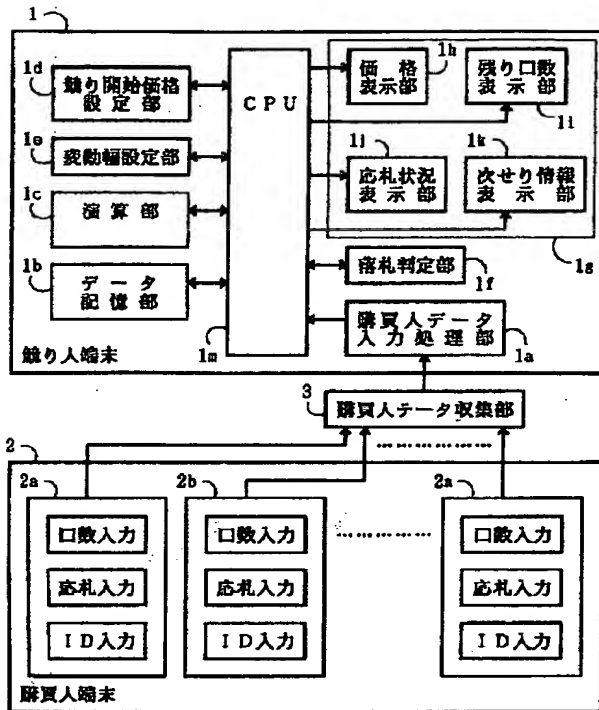 1
1d
競り開始価格
設定部
1e
変動幅設定部
1c
演算部
1b
データ
記憶部
競り人端末
CPU
1m
価格
表示部
1h
残り口数
表示部
1i
1j
応札状況
表示部
1k
次せり情報
表示部
1g
落札判定部
1f
購買人データ
入力処理部
1a
3
購買人データ収集部
2
2a
口数入力
応札入力
ID入力
2b
口数入力
応札入力
ID入力
2n
口数入力
応札入力
ID入力
購買人端末